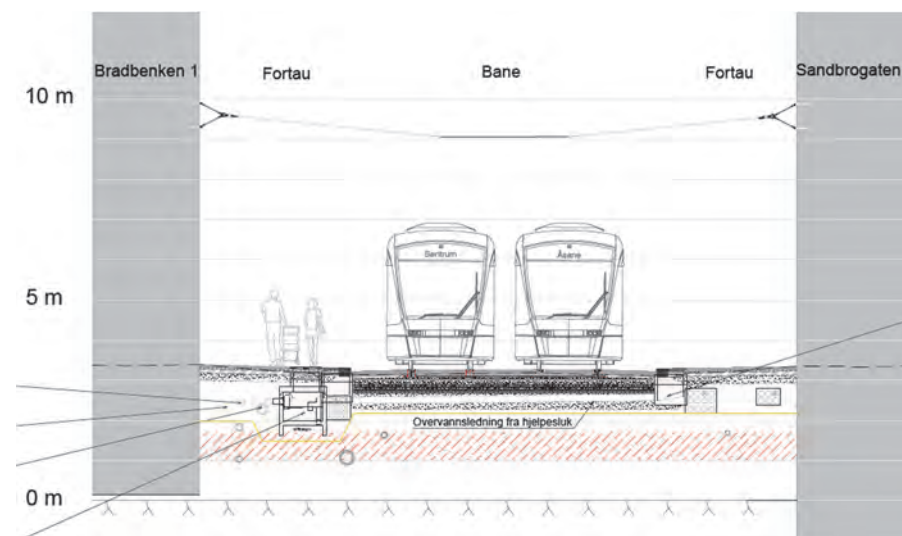 Bradbenken 1
Fortau
Bane
Fortau
Sandbrogaten
10 m
Sentrum
Åsane
5 m
Overvannsledning fra hjelpesluk
0 m